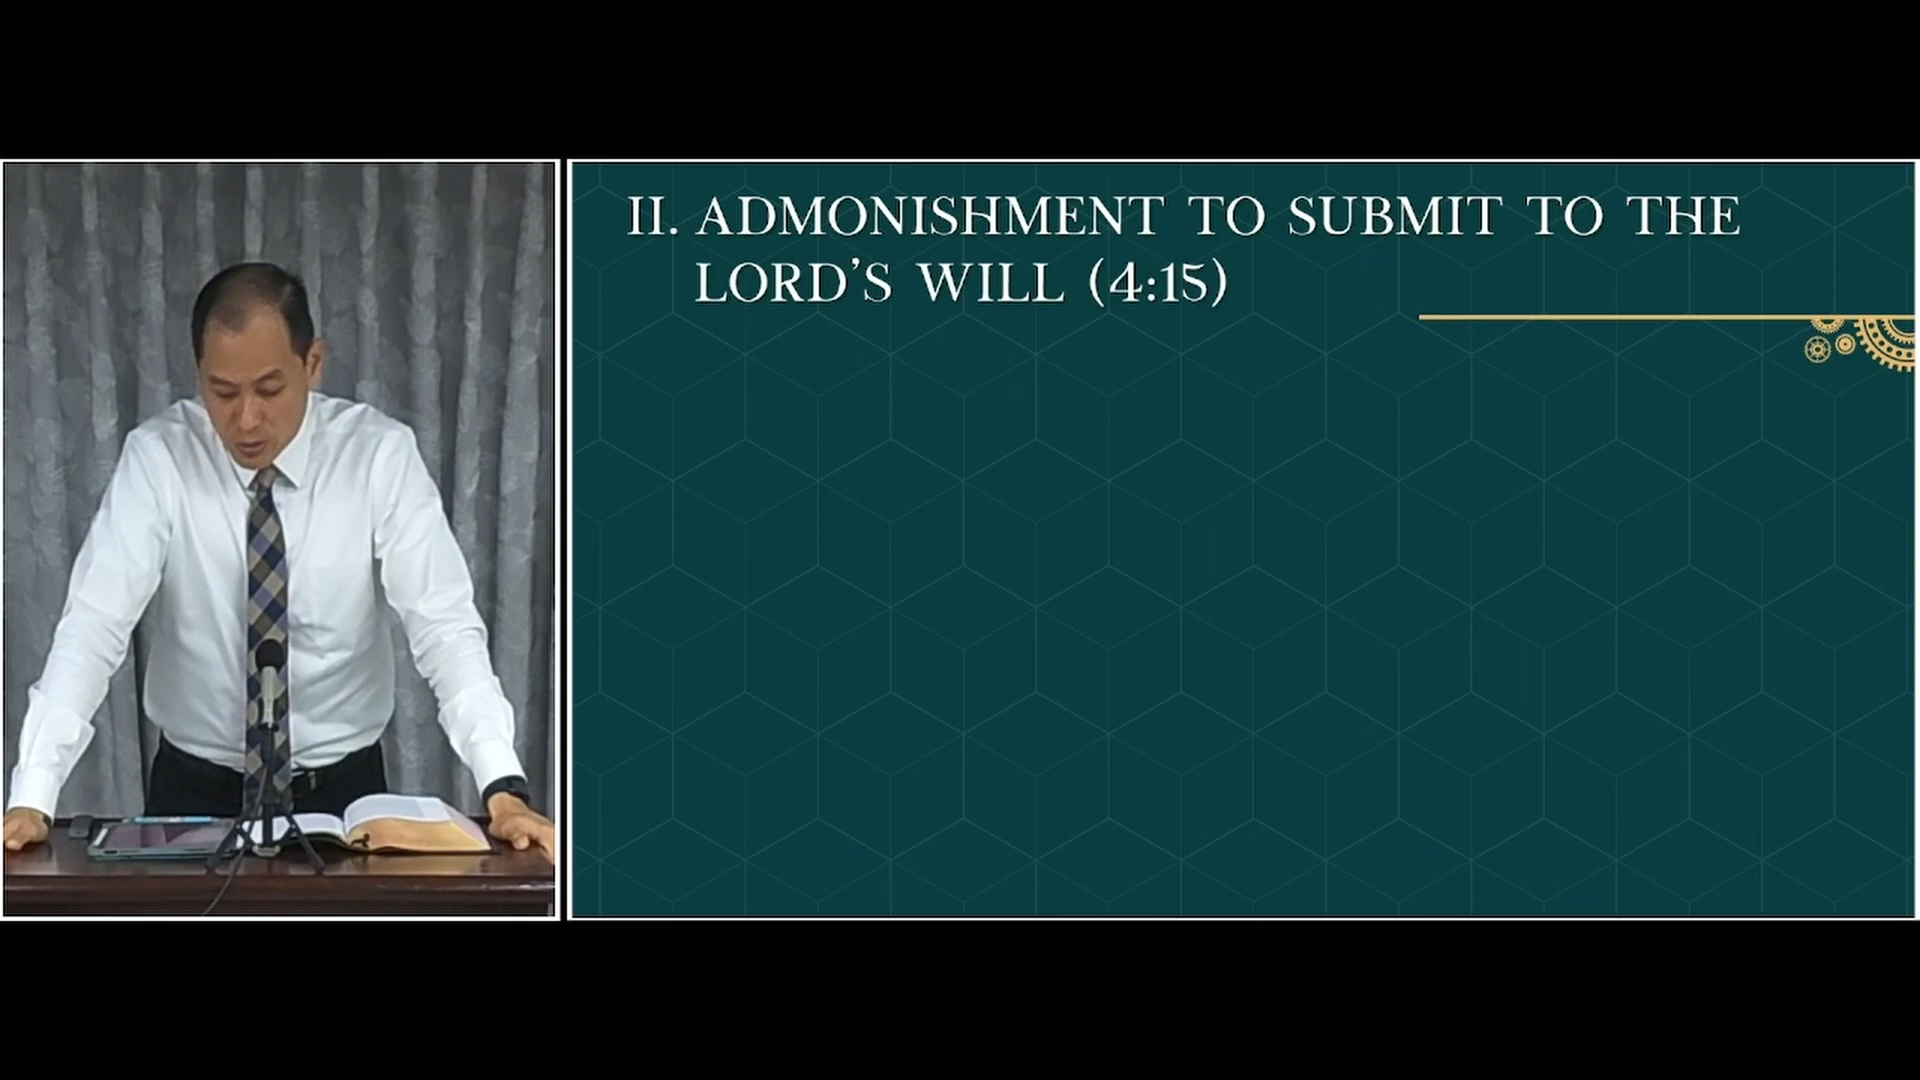 II. ADMONISHMENT TO SUBMIT TO THE
LORD'S WILL (4:15)